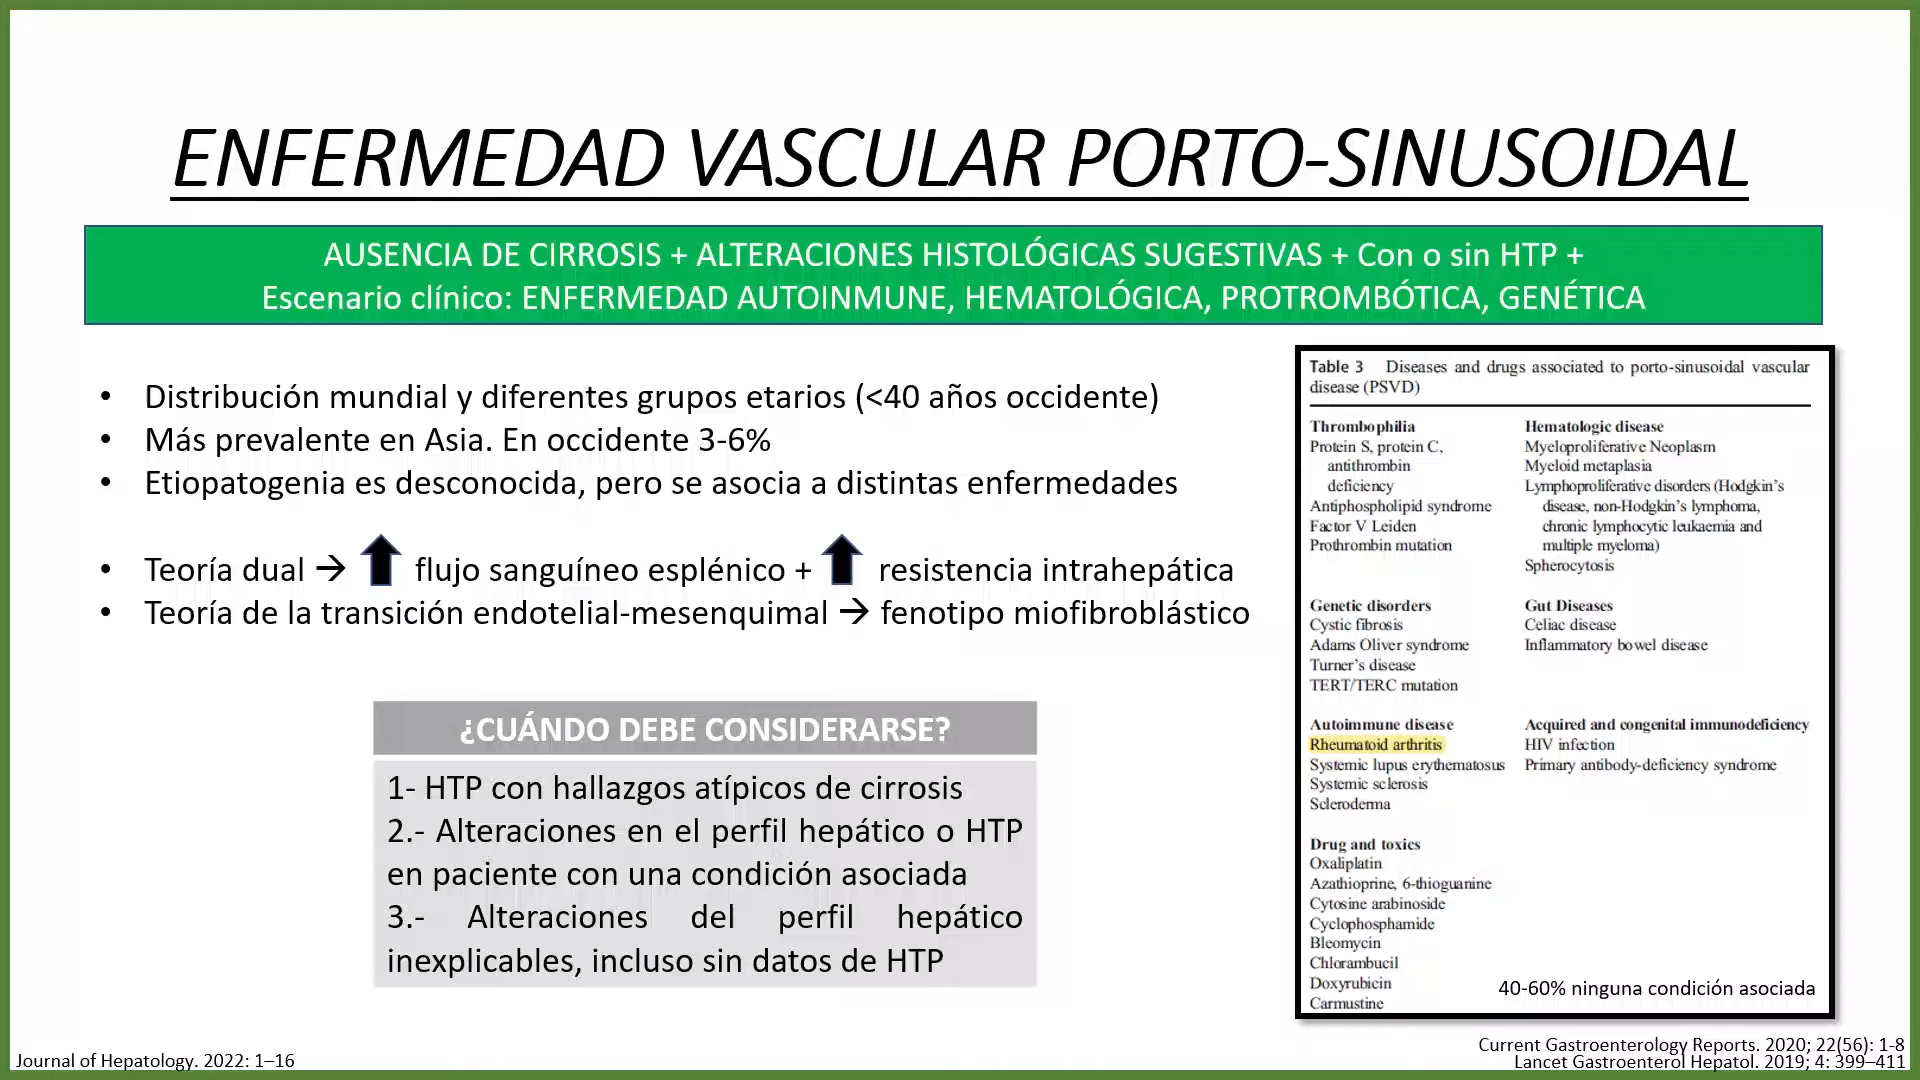 ENFERMEDAD VASCULAR PORTO-SINUSOIDAL
AUSENCIA DE CIRROSIS + ALTERACIONES HISTOLÓGICAS SUGESTIVAS + Con o sin HTP +
Escenario clínico: ENFERMEDAD AUTOINMUNE, HEMATOLÓGICA, PROTROMBÓTICA, GENÉTICA
• Distribución mundial y diferentes grupos etarios (<40 años occidente)
• Más prevalente en Asia. En occidente 3-6%
• Etiopatogenia es desconocida, pero se asocia a distintas enfermedades
• Teoría dual → ⬆ flujo sanguíneo esplénico + ⬆ resistencia intrahepática
• Teoría de la transición endotelial-mesenquimal → fenotipo miofibroblástico
¿CUÁNDO DEBE CONSIDERARSE?
1- HTP con hallazgos atípicos de cirrosis
2.- Alteraciones en el perfil hepático o HTP
en paciente con una condición asociada
3.- Alteraciones del perfil hepático
inexplicables, incluso sin datos de HTP
Table 3 Diseases and drugs associated to porto-sinusoidal vascular
disease (PSVD)
Thrombophilia
Protein S, protein C,
antithrombin
deficiency
Antiphospholipid syndrome
Factor V Leiden
Prothrombin mutation
Hematologic disease
Myeloproliferative Neoplasm
Myeloid metaplasia
Lymphoproliferative disorders (Hodgkin's
disease, non-Hodgkin's lymphoma,
chronic lymphocytic leukaemia and
multiple myeloma)
Spherocytosis
Genetic disorders
Cystic fibrosis
Adams Oliver syndrome
Turner's disease
TERT/TERC mutation
Gut Diseases
Celiac disease
Inflammatory bowel disease
Autoimmune disease
Rheumatoid arthritis
Systemic lupus erythematosus
Systemic sclerosis
Scleroderma
Acquired and congenital immunodeficiency
HIV infection
Primary antibody-deficiency syndrome
Drug and toxics
Oxaliplatin
Azathioprine, 6-thioguanine
Cytosine arabinoside
Cyclophosphamide
Bleomycin
Chlorambucil
Doxyrubicin
Carmustine
40-60% ninguna condición asociada
Journal of Hepatology. 2022: 1–16
Current Gastroenterology Reports. 2020; 22(56): 1-8
Lancet Gastroenterol Hepatol. 2019; 4: 399–411